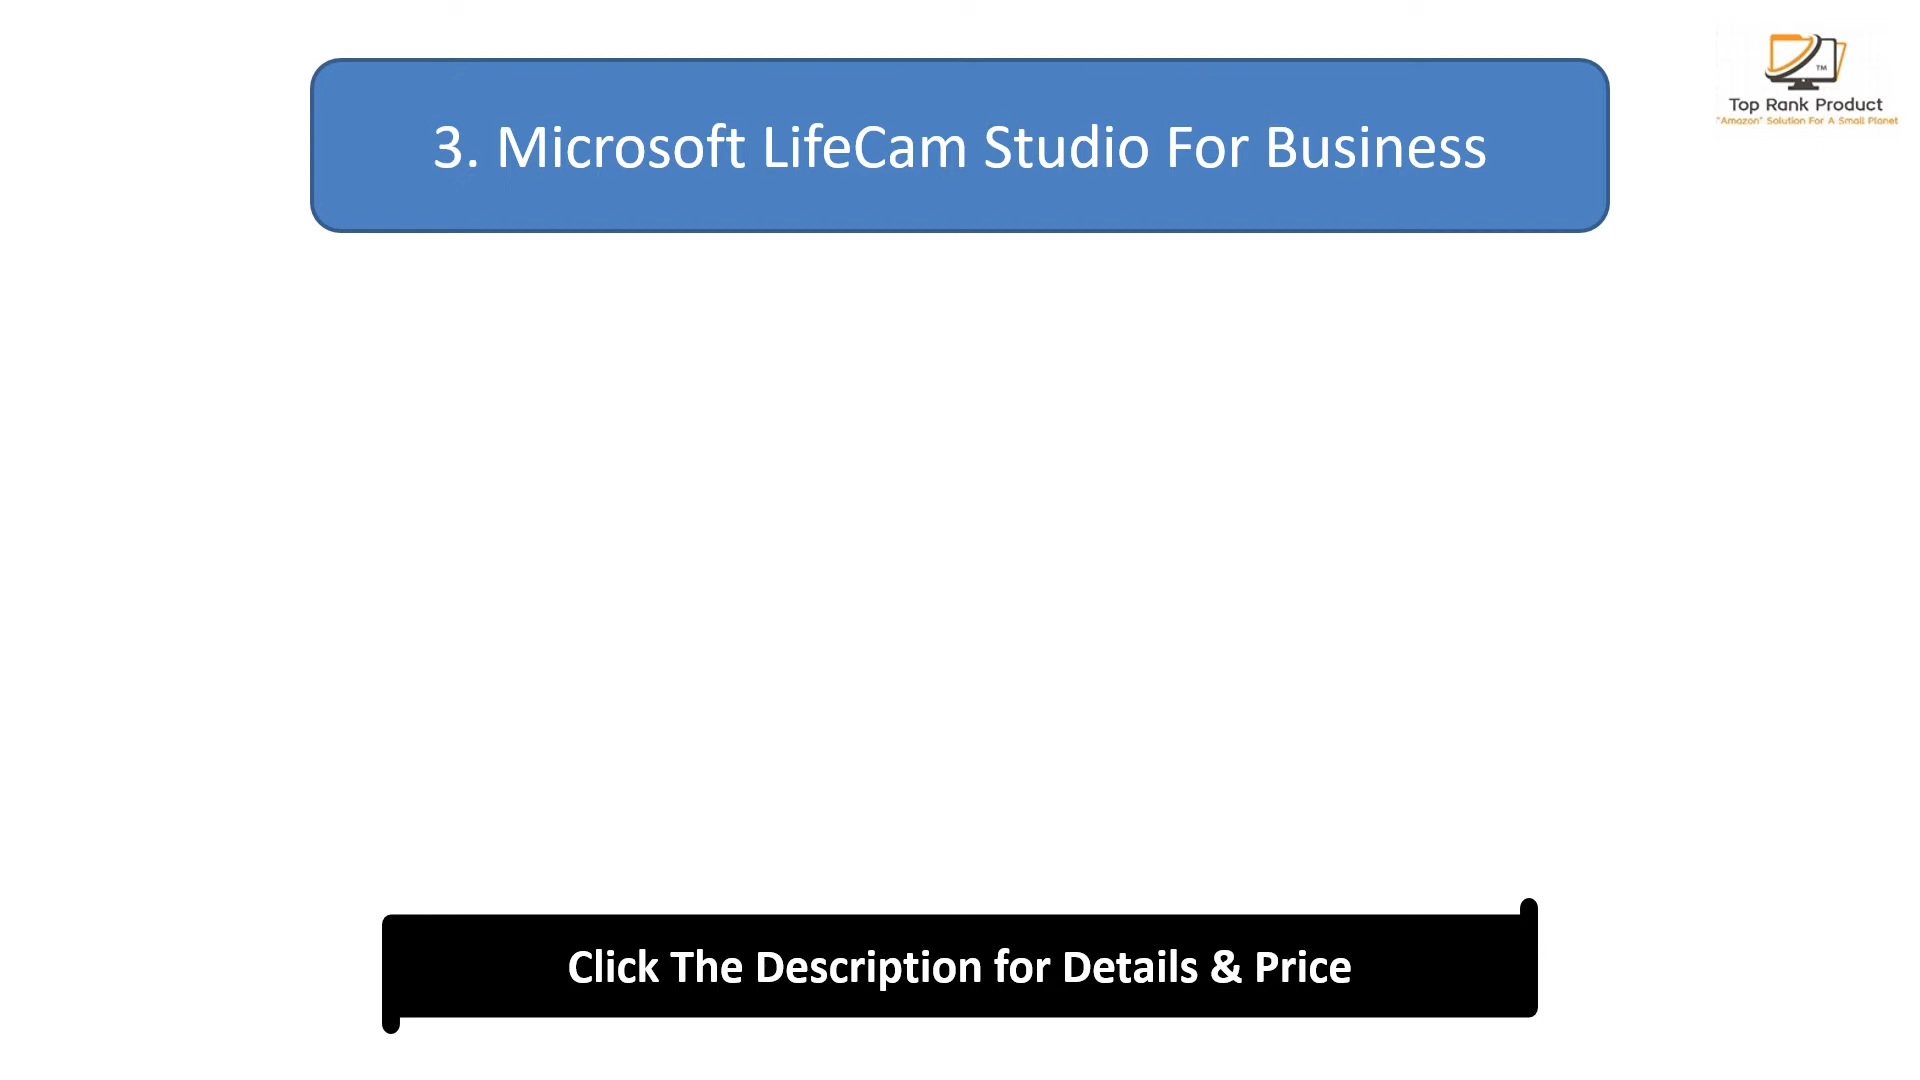 3. Microsoft LifeCam Studio For Business
TM
Top Rank Product
"Amazon" Solution For A Small Planet
Click The Description for Details & Price